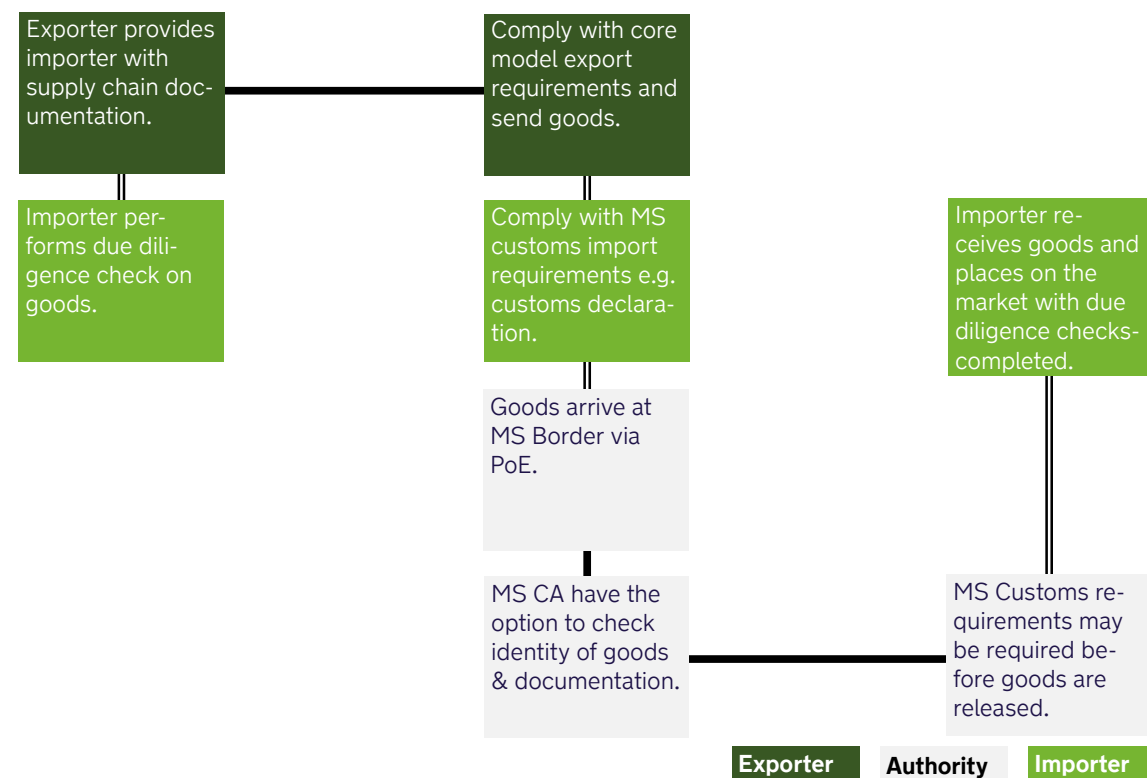 Exporter provides
importer with
supply chain doc-
umentation.
Comply with core
model export
requirements and
send goods.
Importer per-
forms due dili-
gence check on
goods.
Comply with MS
customs import
requirements e.g.
customs declara-
tion.
Importer re-
ceives goods and
places on the
market with due
diligence checks-
completed.
Goods arrive at
MS Border via
PoE.
MS CA have the
option to check
identity of goods
& documentation.
MS Customs re-
quirements may
be required be-
fore goods are
released.
Exporter
Authority
Importer